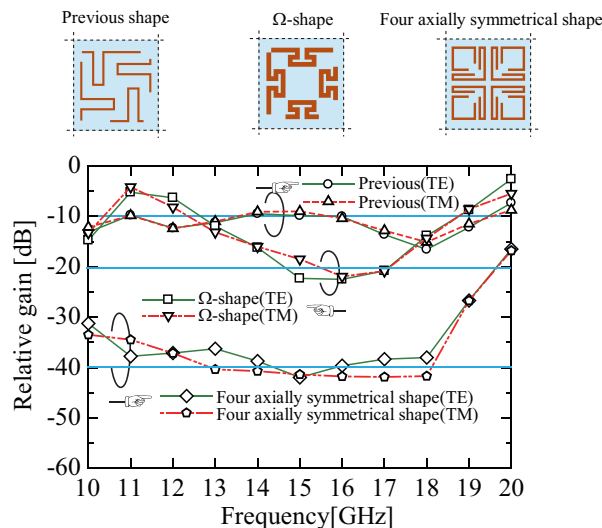 Previous shape
Ω-shape
Four axially symmetrical shape
0
-10
-20
-30
-40
-50
-60
Relative gain [dB]
Previous(TE)
Previous(TM)
Ω-shape(TE)
Ω-shape(TM)
Four axially symmetrical shape(TE)
Four axially symmetrical shape(TM)
10 11 12 13 14 15 16 17 18 19 20
Frequency[GHz]